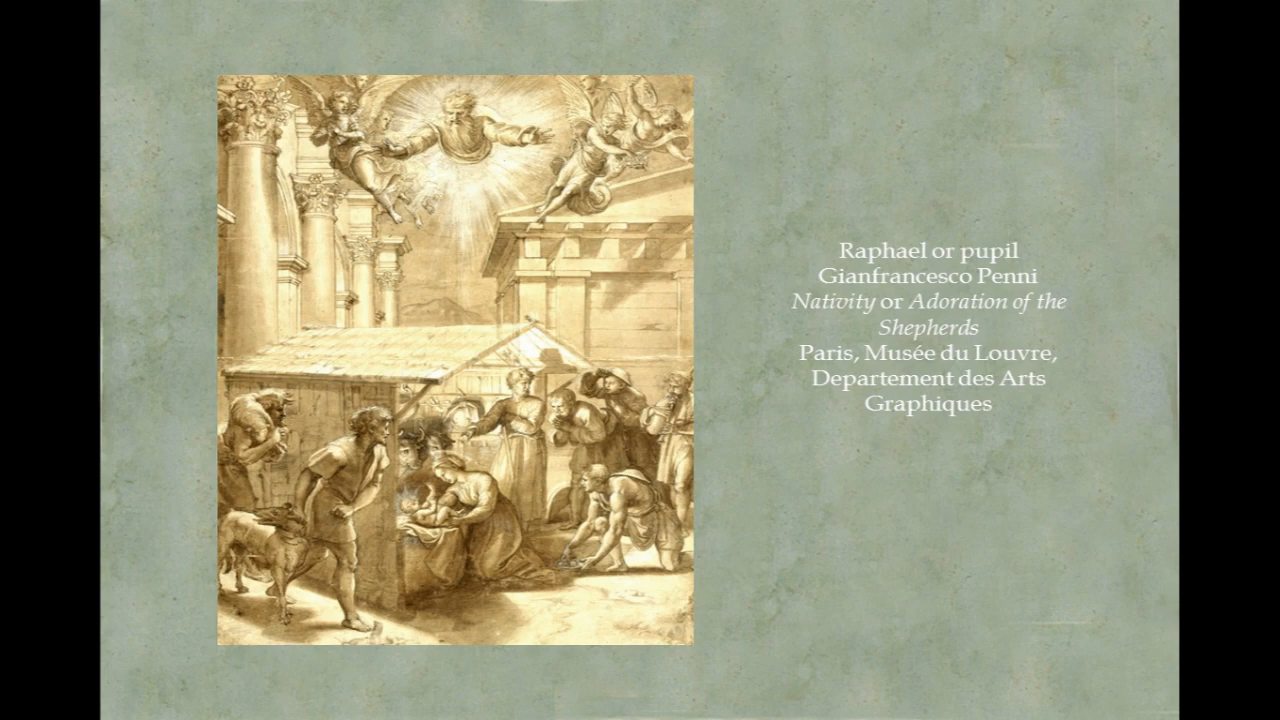 Raphael or pupil
Gianfrancesco Penni
Nativity or Adoration of the
Shepherds
Paris, Musée du Louvre,
Departement des Arts
Graphiques